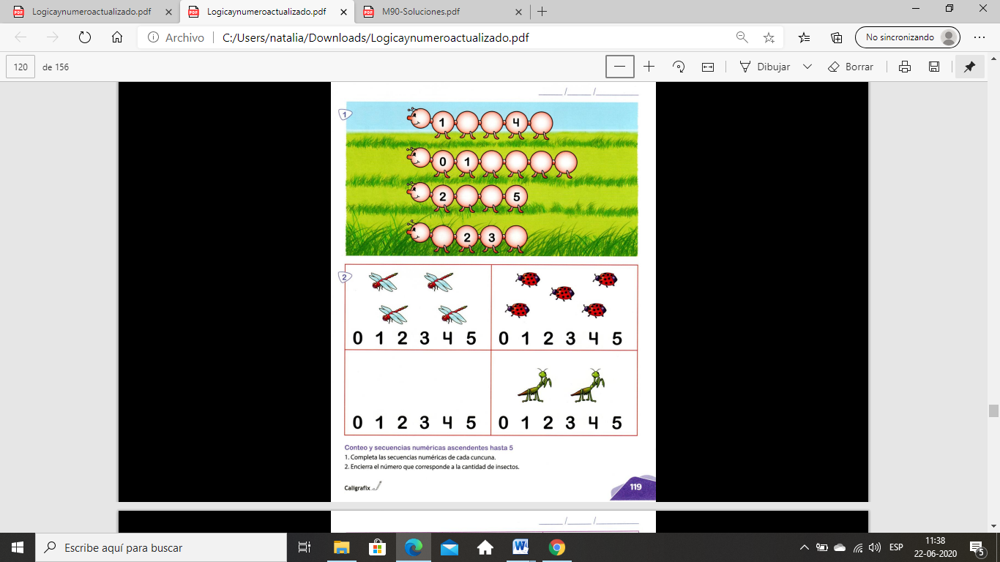 Logicaynumeroactualizado.pdf
Logicaynumeroactualizado.pdf
M90-Soluciones.pdf
Archivo
C:/Users/natalia/Downloads/Logicaynumeroactualizado.pdf
No sincronizando
120
de 156
Dibujar
Borrar
___/___/___
1
1 4
0 1
2 5
2 3
2
0 1 2 3 4 5
0 1 2 3 4 5
0 1 2 3 4 5
0 1 2 3 4 5
Conteo y secuencias numéricas ascendentes hasta 5
1. Completa las secuencias numéricas de cada cuncuna.
2. Encierra el número que corresponde a la cantidad de insectos.
Caligrafix
119
___/___/___
Escribe aquí para buscar
ESP
11:38
22-06-2020
5